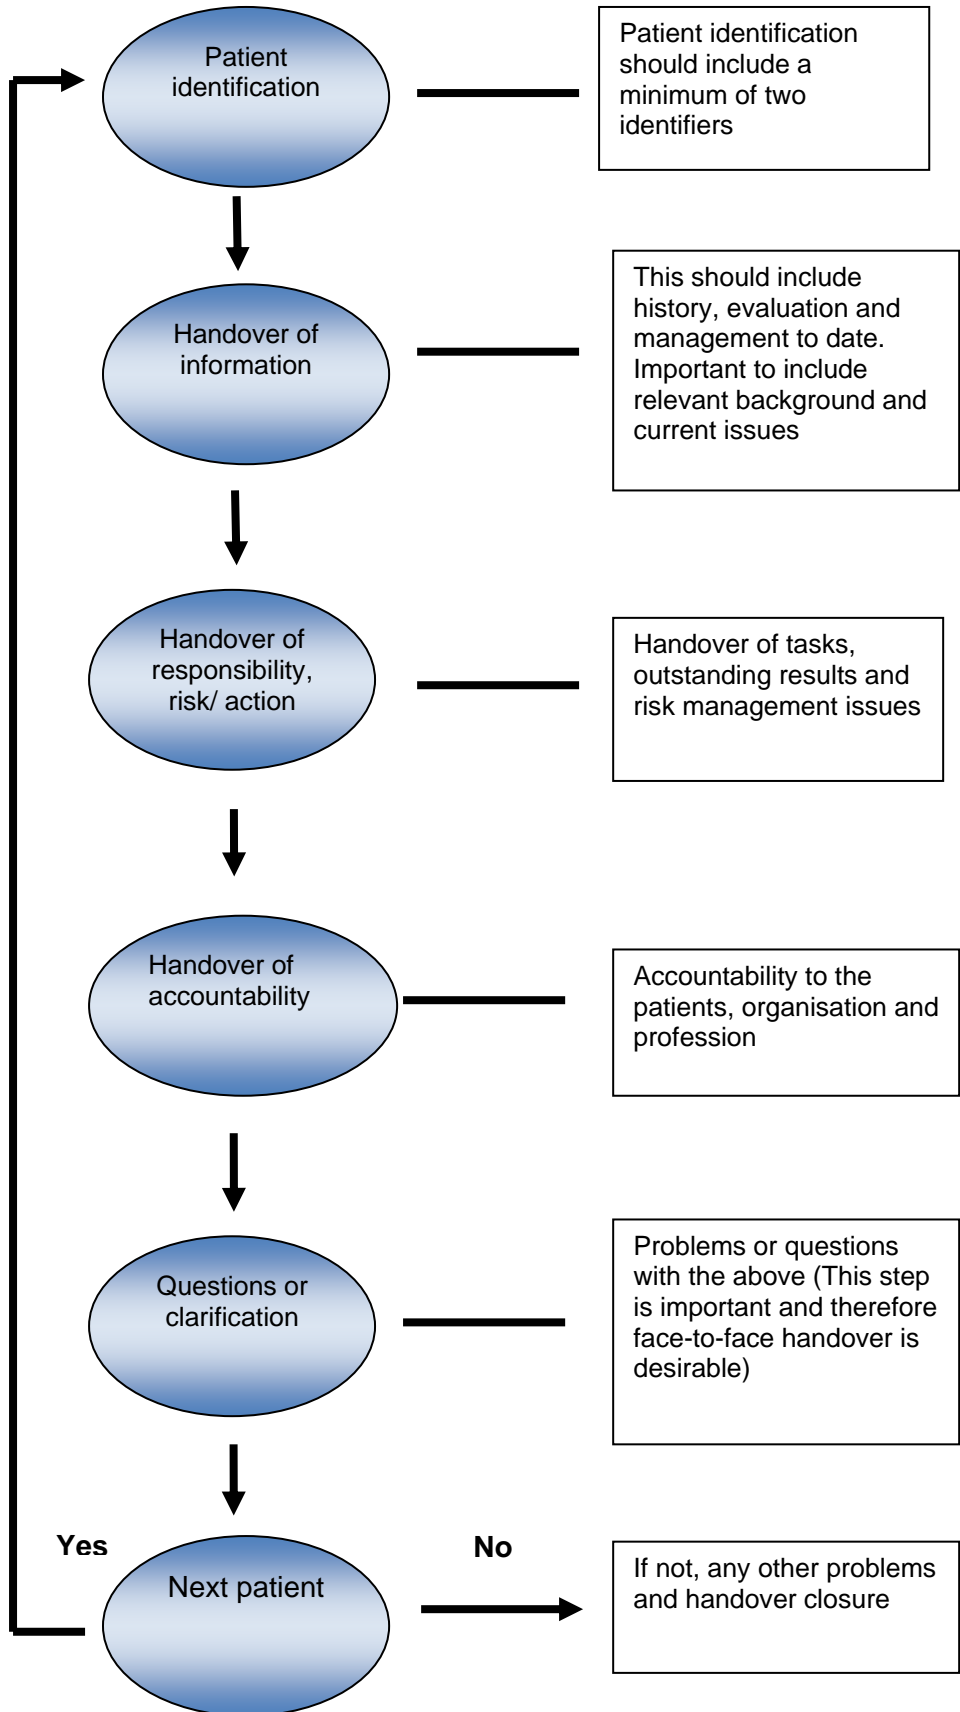 Patient
identification
Patient identification
should include a
minimum of two
identifiers
Handover of
information
This should include
history, evaluation and
management to date.
Important to include
relevant background and
current issues
Handover of
responsibility,
risk/ action
Handover of tasks,
outstanding results and
risk management issues
Handover of
accountability
Accountability to the
patients, organisation and
profession
Questions or
clarification
Problems or questions
with the above (This step
is important and therefore
face-to-face handover is
desirable)
Yes
No
Next patient
If not, any other problems
and handover closure